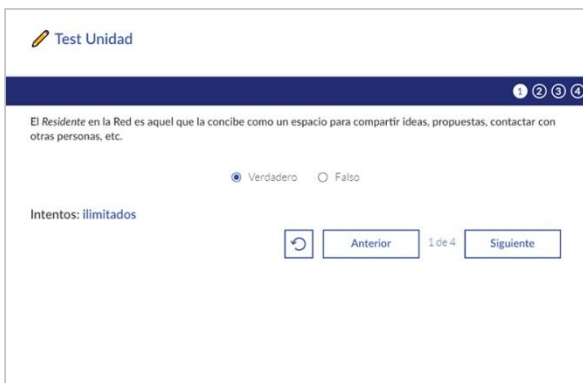 Test Unidad
1 2 3 4
El Residente en la Red es aquel que la concibe como un espacio para compartir ideas, propuestas, contactar con
otras personas, etc.
Verdadero Falso
Intentos: ilimitados
Anterior 1 de 4 Siguiente